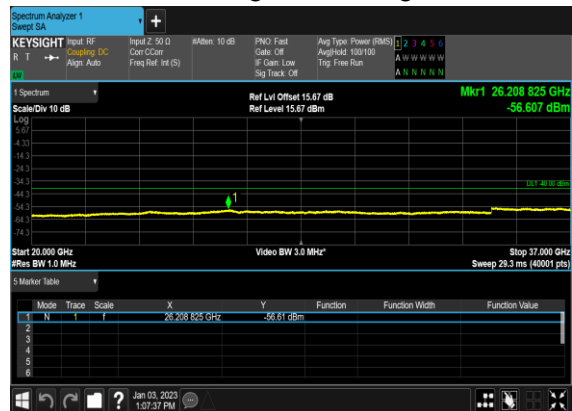 Spectrum Analyzer 1
Swept SA
+
KEYSIGHT Input: RF Input Z: 50 Ω #Atten: 10 dB PNO: Fast Avg Type: Power (RMS) 1 2 3 4 5 6
R T Coupling: DC Corr CCorr Gate: Off Avg|Hold: 100/100 A W W W W W
Align: Auto Freq Ref: Int (S) IF Gain: Low Trig: Free Run
Sig Track: Off A N N N N N
1 Spectrum Ref Lvl Offset 15.67 dB Mkr1 26.208 825 GHz
Scale/Div 10 dB Ref Level 15.67 dBm -56.607 dBm
Log
5.67
-4.33
-14.3
-24.3
-34.3
DL1 -40.00 dBm
-44.3
1
-54.3
-64.3
-74.3
Start 20.000 GHz Video BW 3.0 MHz* Stop 37.000 GHz
#Res BW 1.0 MHz Sweep 29.3 ms (40001 pts)
5 Marker Table
Mode Trace Scale X Y Function Function Width Function Value
1 N 1 f 26.208 825 GHz -56.61 dBm
2
3
4
5
6
? Jan 03, 2023
1:07:37 PM